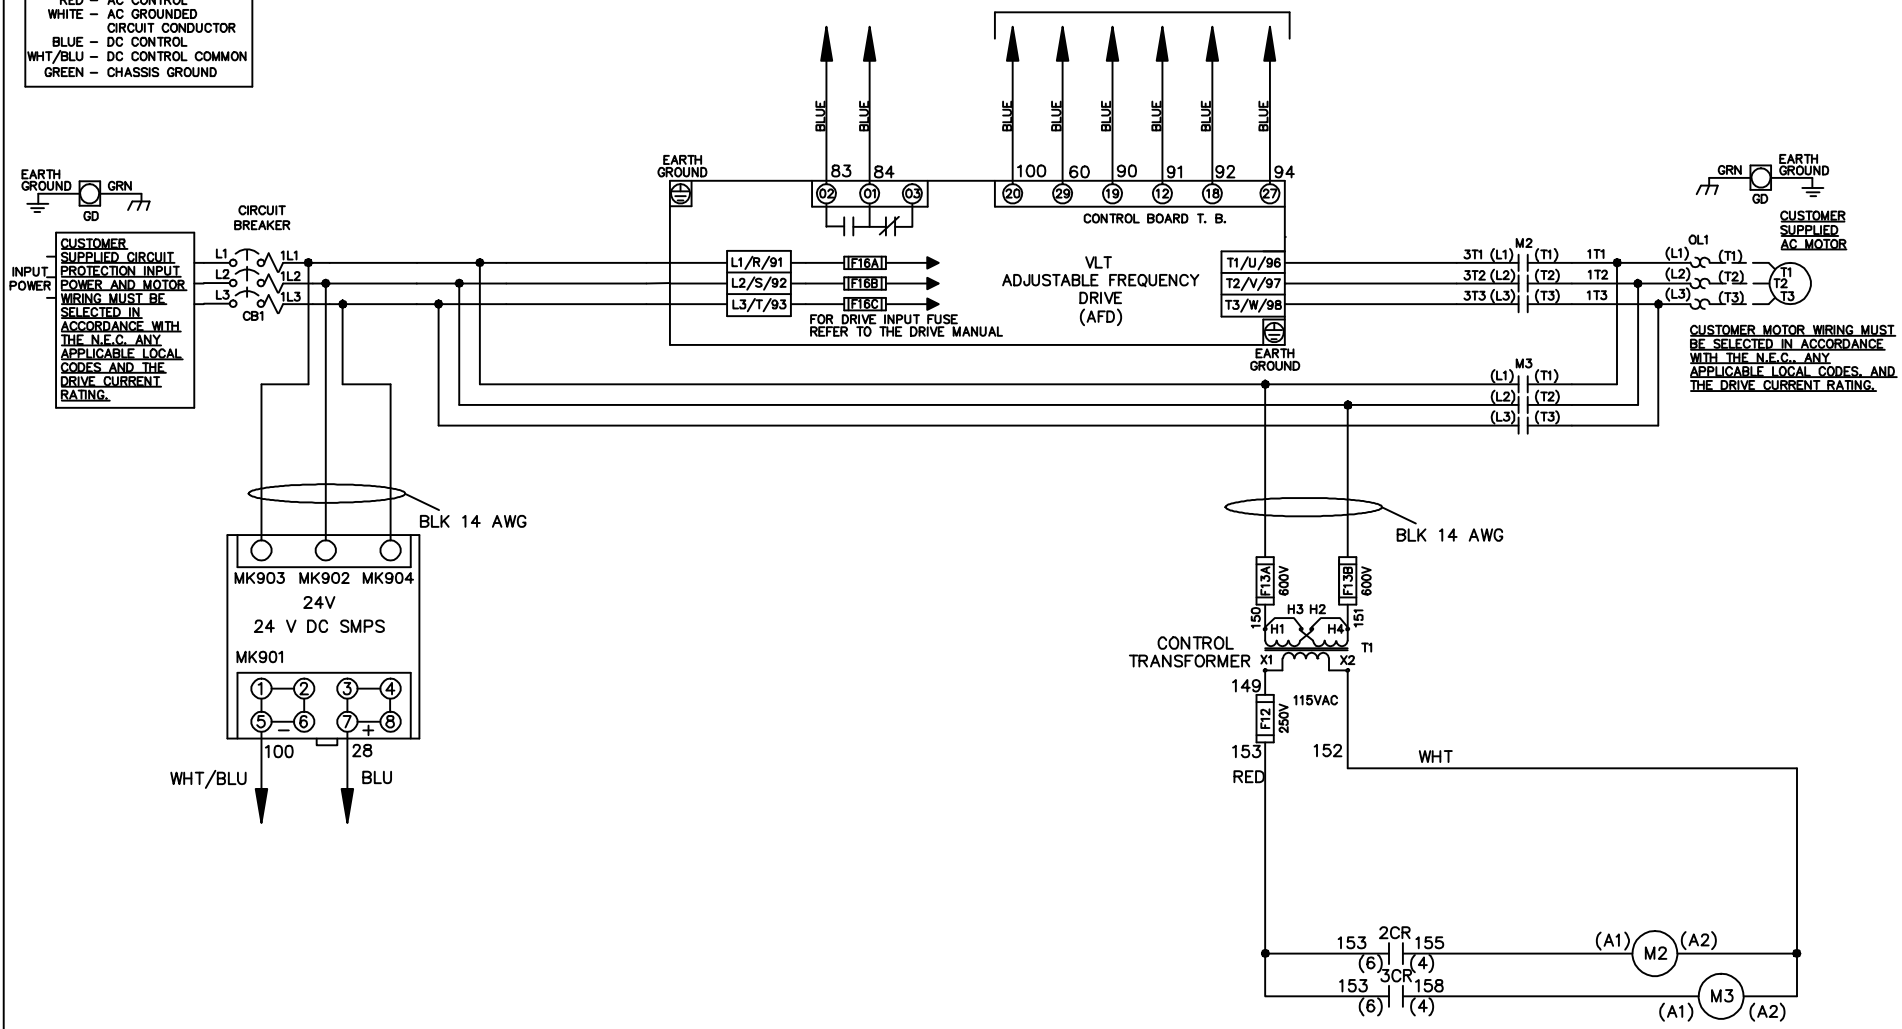 RED – AC CONTROL
WHITE – AC GROUNDED
CIRCUIT CONDUCTOR
BLUE – DC CONTROL
WHT/BLU – DC CONTROL COMMON
GREEN – CHASSIS GROUND
BLUE
BLUE
BLUE
BLUE
BLUE
BLUE
BLUE
BLUE
EARTH
GROUND
GRN
GD
EARTH
GROUND
83
84
100
60
90
91
92
94
02
01
03
20
29
19
12
18
27
CONTROL BOARD T. B.
GRN
EARTH
GROUND
GD
CUSTOMER
SUPPLIED
AC MOTOR
CIRCUIT
BREAKER
INPUT
POWER
CUSTOMER
SUPPLIED CIRCUIT
PROTECTION INPUT
POWER AND MOTOR
WIRING MUST BE
SELECTED IN
ACCORDANCE WITH
THE N.E.C. ANY
APPLICABLE LOCAL
CODES AND THE
DRIVE CURRENT
RATING.
L1
1L1
L2
1L2
L3
1L3
CB1
L1/R/91
F16A
L2/S/92
F16B
L3/T/93
F16C
FOR DRIVE INPUT FUSE
REFER TO THE DRIVE MANUAL
VLT
ADJUSTABLE FREQUENCY
DRIVE
(AFD)
T1/U/96
T2/V/97
T3/W/98
EARTH
GROUND
M2
3T1 (L1) (T1) 1T1
3T2 (L2) (T2) 1T2
3T3 (L3) (T3) 1T3
OL1
(L1) (T1)
(L2) (T2)
(L3) (T3)
T1
T2
T3
CUSTOMER MOTOR WIRING MUST
BE SELECTED IN ACCORDANCE
WITH THE N.E.C., ANY
APPLICABLE LOCAL CODES, AND
THE DRIVE CURRENT RATING.
M3
(L1) (T1)
(L2) (T2)
(L3) (T3)
BLK 14 AWG
BLK 14 AWG
MK903 MK902 MK904
24V
24 V DC SMPS
MK901
1 2 3 4
5 – 6 7 + 8
100
28
WHT/BLU
BLU
F13A
600V
F13B
600V
150
151
H3 H2
H1
H4
T1
CONTROL
TRANSFORMER
X1
X2
149
115VAC
F12
250V
153
152
RED
WHT
2CR
153 155
(6) (4)
(A1) M2 (A2)
3CR
153 158
(6) (4)
(A1) M3 (A2)